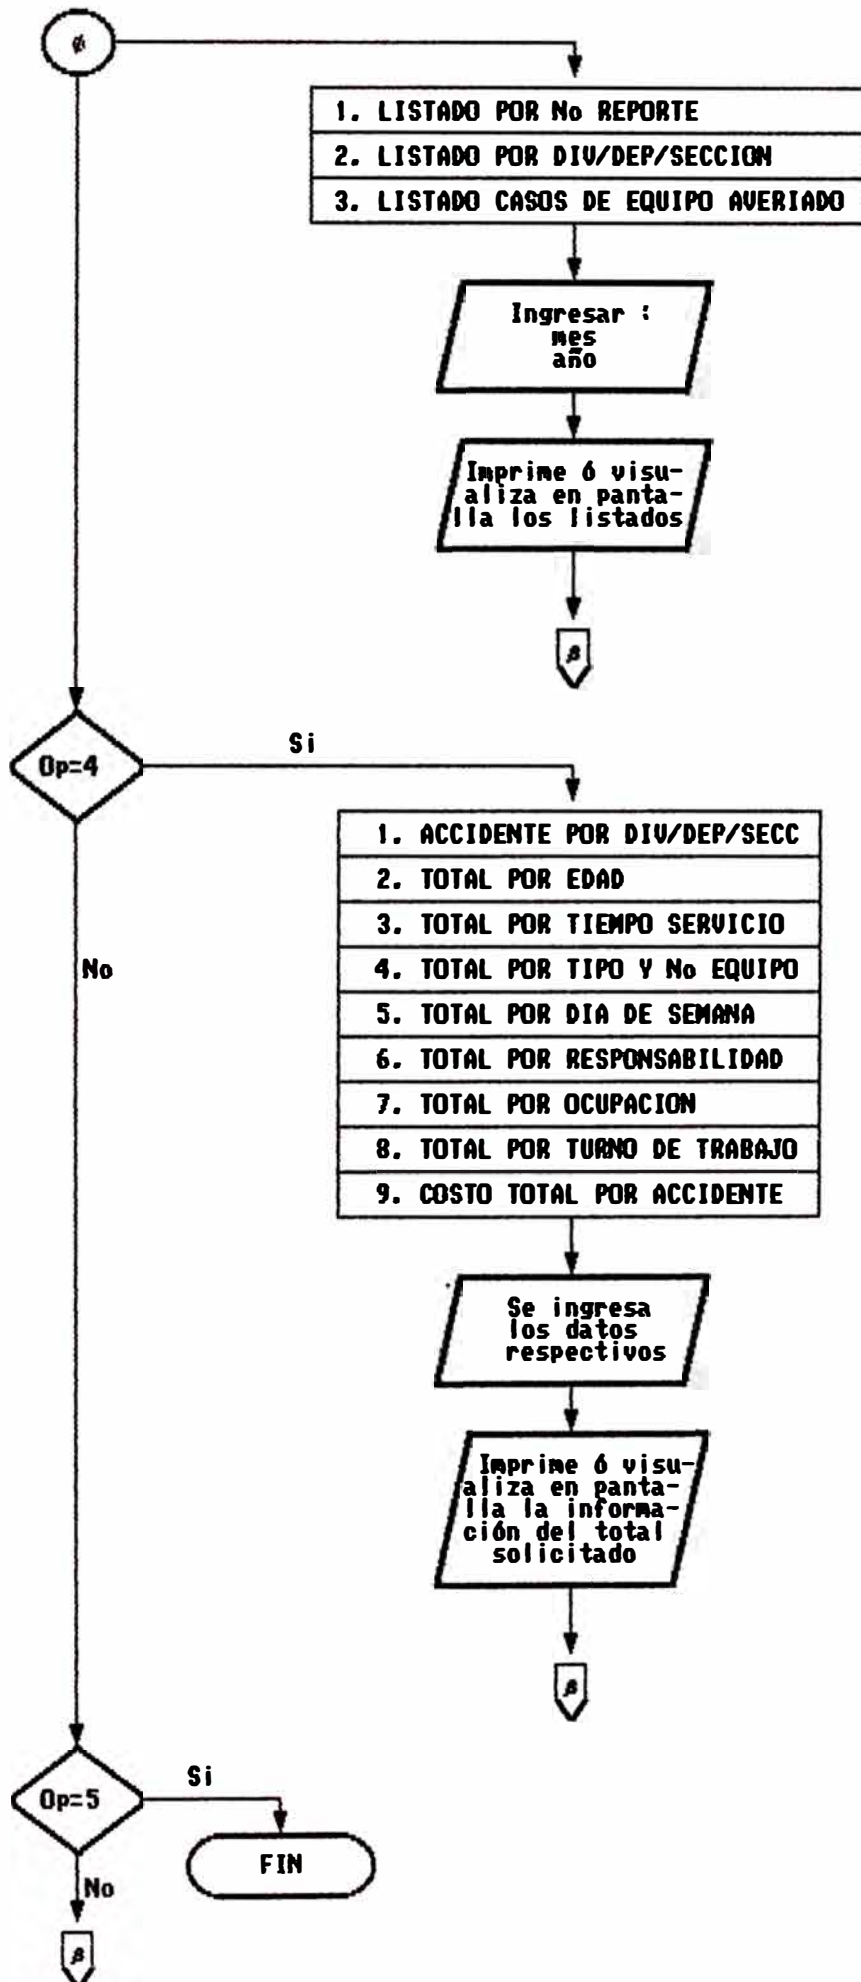 ø
1. LISTADO POR No REPORTE
2. LISTADO POR DIV/DEP/SECCION
3. LISTADO CASOS DE EQUIPO AVERIADO
Ingresar :
mes
año
Imprime ó visu-
aliza en panta-
lla los listados
β
Op=4
Si
No
1. ACCIDENTE POR DIV/DEP/SECC
2. TOTAL POR EDAD
3. TOTAL POR TIEMPO SERVICIO
4. TOTAL POR TIPO Y No EQUIPO
5. TOTAL POR DIA DE SEMANA
6. TOTAL POR RESPONSABILIDAD
7. TOTAL POR OCUPACION
8. TOTAL POR TURNO DE TRABAJO
9. COSTO TOTAL POR ACCIDENTE
Se ingresa
los datos
respectivos
Imprime ó visu-
aliza en panta-
lla la informa-
ción del total
solicitado
β
Op=5
Si
FIN
No
β